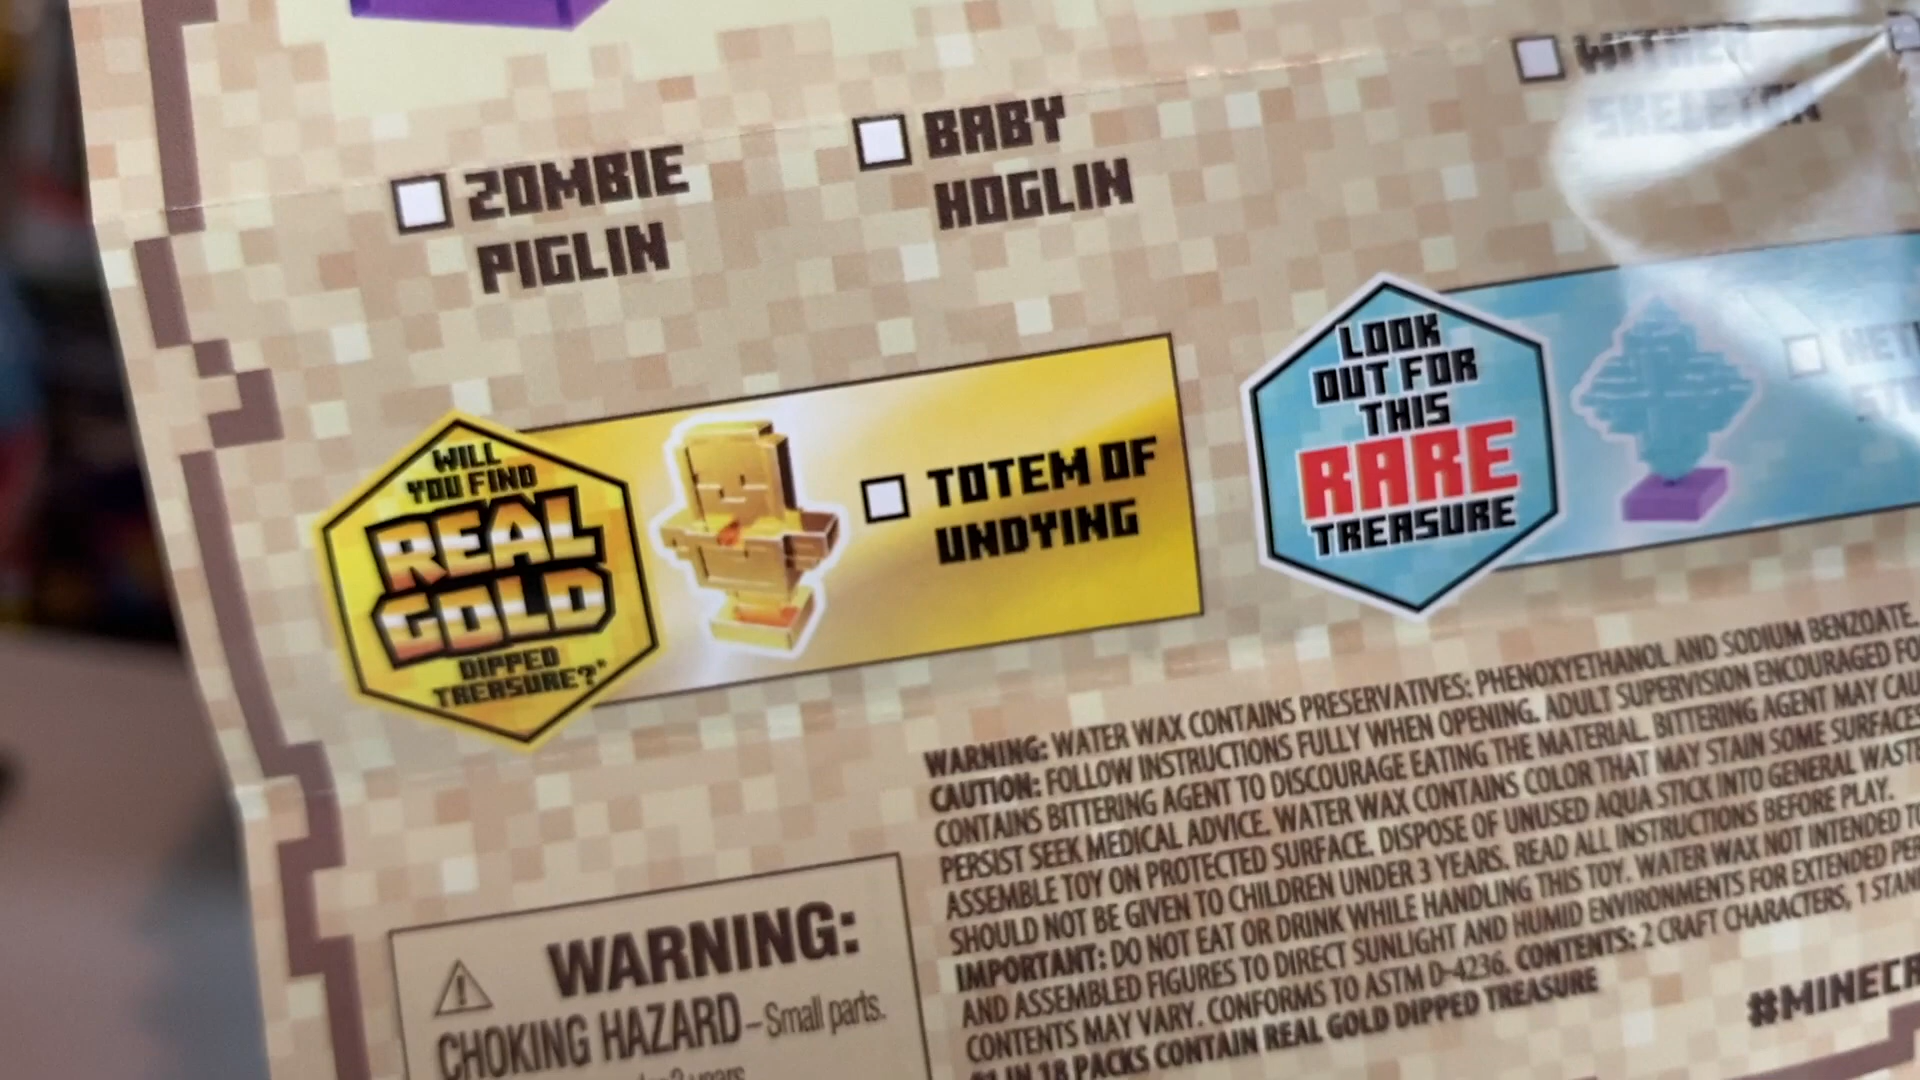 ZOMBIE
PIGLIN
BABY
HOGLIN
WITHER
SKELETON
WILL
YOU FIND
REAL
GOLD
DIPPED
TREASURE?*
TOTEM OF
UNDYING
LOOK
OUT FOR
THIS
RARE
TREASURE
WARNING: WATER WAX CONTAINS PRESERVATIVES: PHENOXYETHANOL AND SODIUM BENZOATE.
CAUTION: FOLLOW INSTRUCTIONS FULLY WHEN OPENING. ADULT SUPERVISION ENCOURAGED
CONTAINS BITTERING AGENT TO DISCOURAGE EATING THE MATERIAL. BITTERING AGENT MAY
PERSIST SEEK MEDICAL ADVICE. WATER WAX CONTAINS COLOR THAT MAY STAIN SOME SURFACES
ASSEMBLE TOY ON PROTECTED SURFACE. DISPOSE OF UNUSED AQUA STICK INTO GENERAL WASTE
SHOULD NOT BE GIVEN TO CHILDREN UNDER 3 YEARS. READ ALL INSTRUCTIONS BEFORE PLAY.
IMPORTANT: DO NOT EAT OR DRINK WHILE HANDLING THIS TOY. WATER WAX NOT INTENDED
AND ASSEMBLED FIGURES TO DIRECT SUNLIGHT AND HUMID ENVIRONMENTS FOR EXTENDED
CONTENTS MAY VARY. CONFORMS TO ASTM D-4236. CONTENTS: 2 CRAFT CHARACTERS, 1
*1 IN 18 PACKS CONTAIN REAL GOLD DIPPED TREASURE
#MINECR
WARNING:
CHOKING HAZARD – Small parts.
years